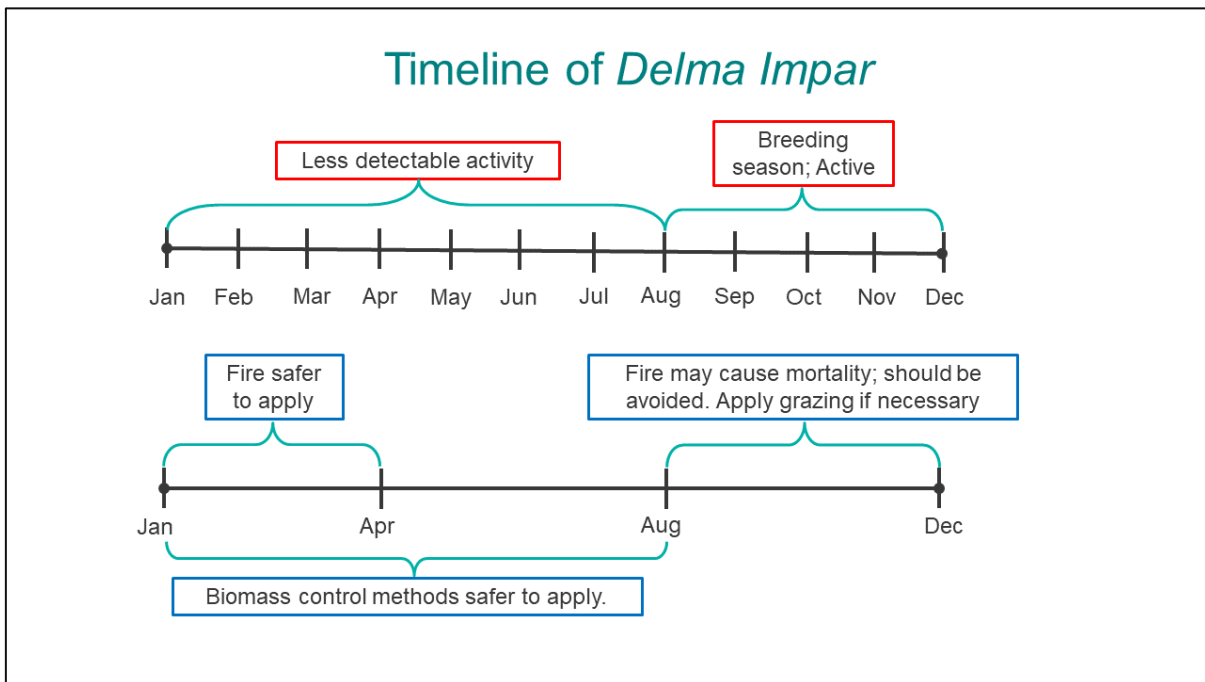 Timeline of Delma Impar
Less detectable activity
Breeding
season; Active
Jan Feb Mar Apr May Jun Jul Aug Sep Oct Nov Dec
Fire safer
to apply
Fire may cause mortality; should be
avoided. Apply grazing if necessary
Jan Apr Aug Dec
Biomass control methods safer to apply.